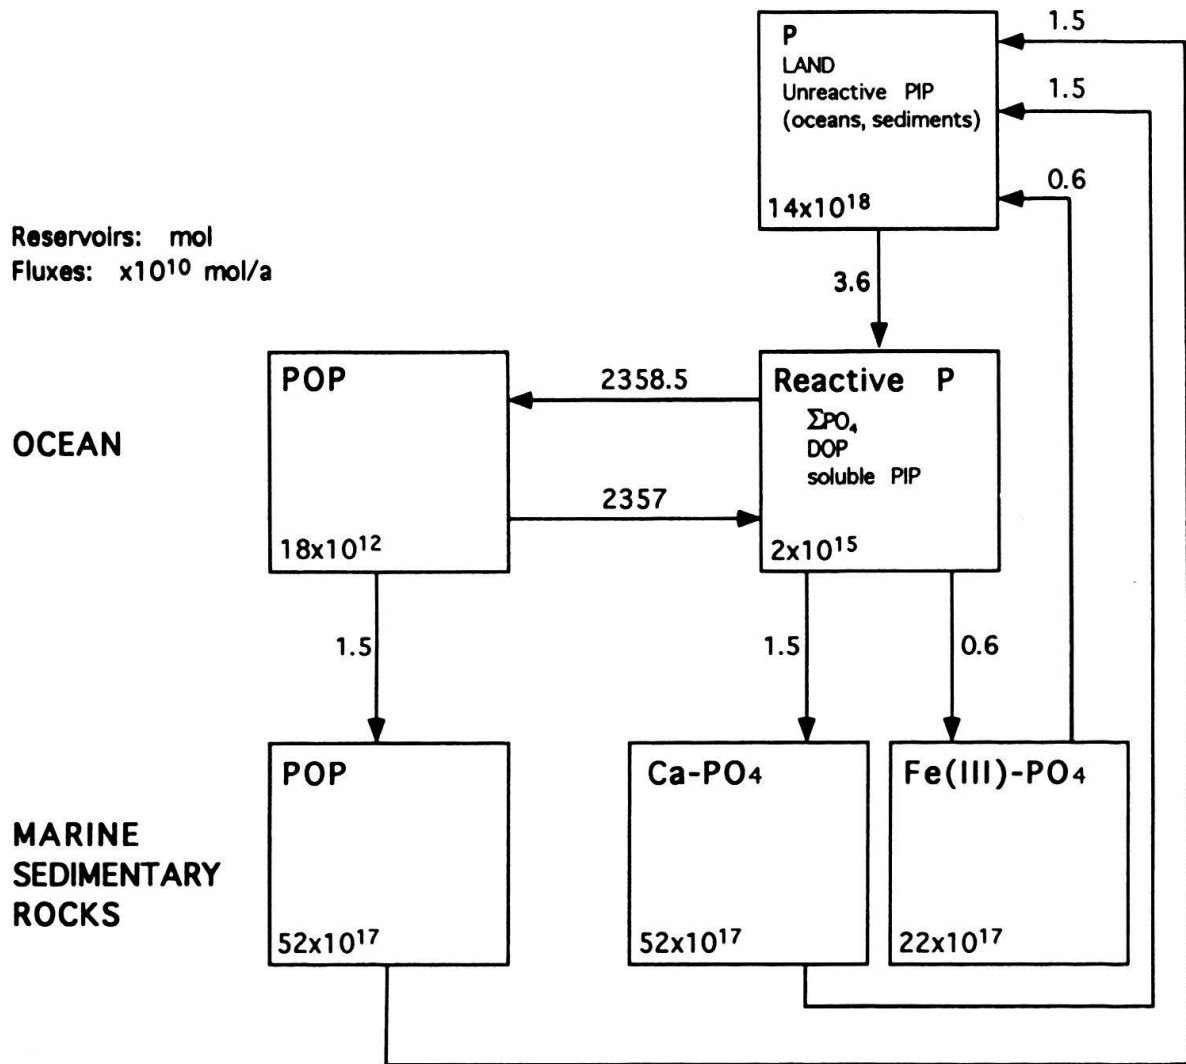 1.5
P
LAND
Unreactive PIP
(oceans, sediments)
1.5
0.6
14x10¹⁸
Reservoirs: mol
Fluxes: x10¹⁰ mol/a
3.6
POP
2358.5
Reactive P
ΣPO₄
DOP
soluble PIP
OCEAN
2357
18x10¹²
2x10¹⁵
1.5
1.5
0.6
POP
Ca-PO₄
Fe(III)-PO₄
MARINE
SEDIMENTARY
ROCKS
52x10¹⁷
52x10¹⁷
22x10¹⁷